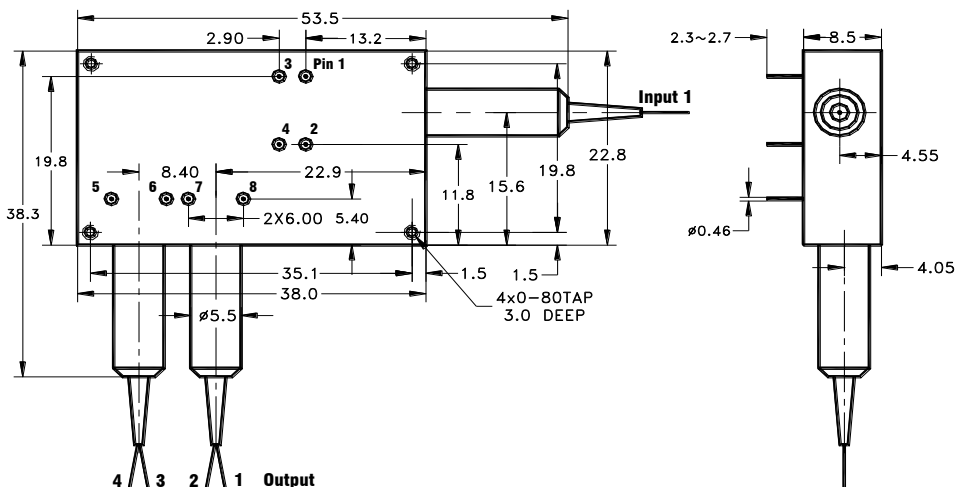 53.5
2.90
13.2
2.3~2.7
8.5
3 Pin 1
Input 1
4 2
19.8
8.40
22.9
11.8
15.6
19.8
22.8
4.55
5 6 7 8
38.3
2X6.00 5.40
ø0.46
35.1
1.5
1.5
4.05
38.0
4x0-80TAP
3.0 DEEP
ø5.5
4 3 2 1 Output